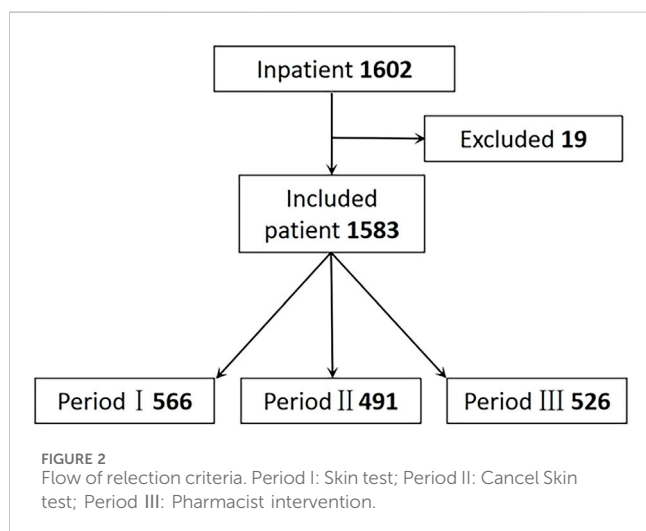 Inpatient 1602
Excluded 19
Included
patient 1583
Period Ⅰ 566
Period Ⅱ 491
Period Ⅲ 526
FIGURE 2
Flow of relection criteria. Period I: Skin test; Period II: Cancel Skin
test; Period III: Pharmacist intervention.